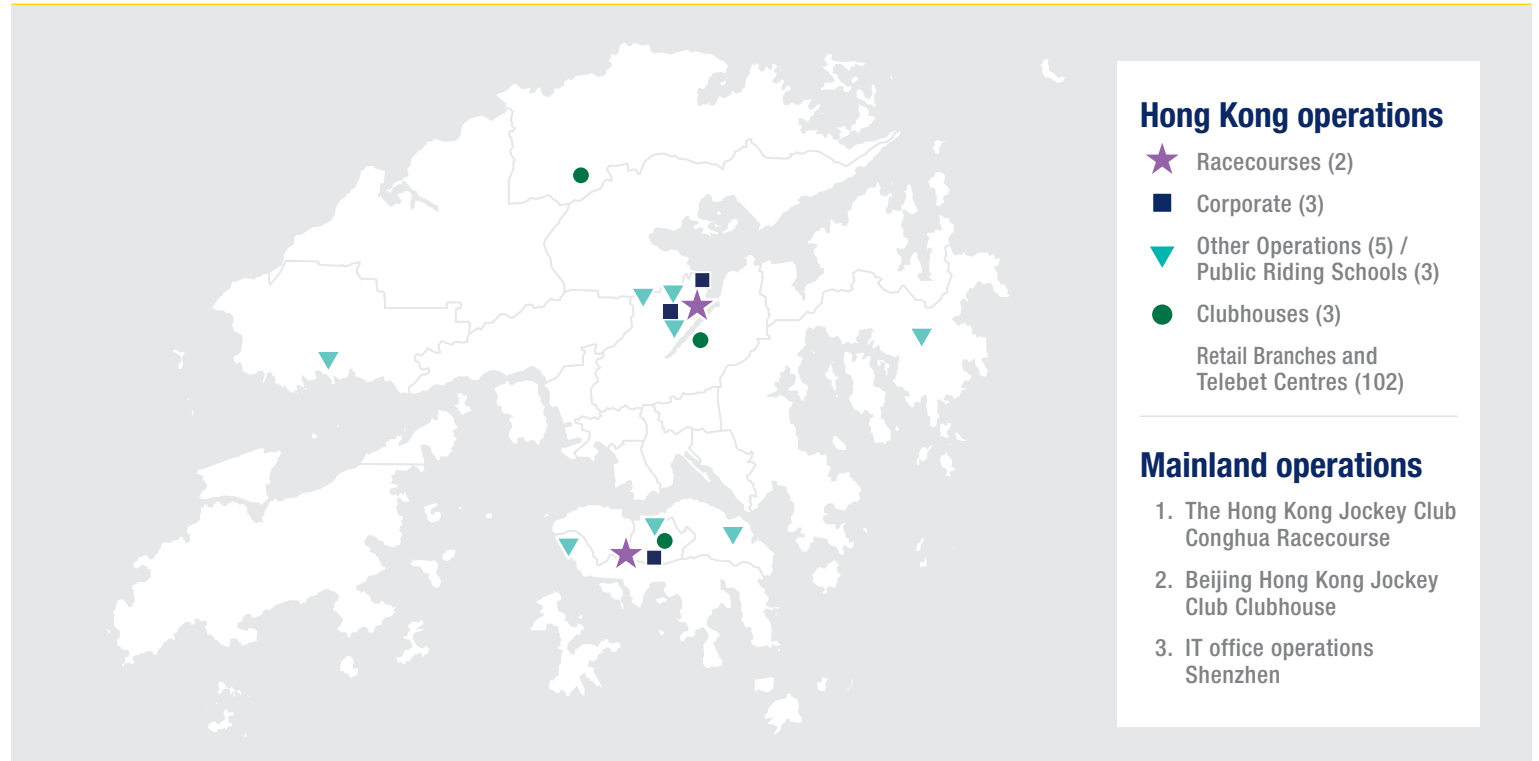 Hong Kong operations
Racecourses (2)
Corporate (3)
Other Operations (5) /
Public Riding Schools (3)
Clubhouses (3)
Retail Branches and
Telebet Centres (102)
Mainland operations
1. The Hong Kong Jockey Club
Conghua Racecourse
2. Beijing Hong Kong Jockey
Club Clubhouse
3. IT office operations
Shenzhen